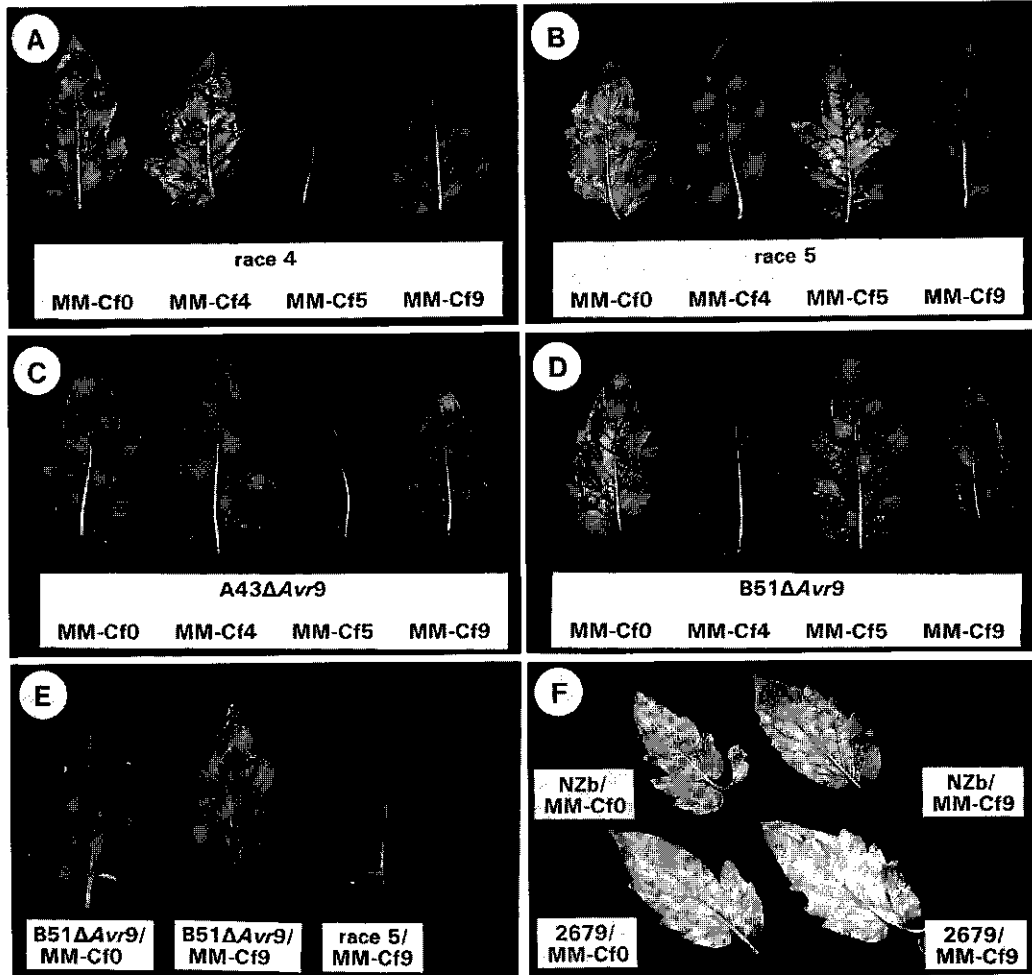 A
race 4
MM-Cf0 MM-Cf4 MM-Cf5 MM-Cf9
B
race 5
MM-Cf0 MM-Cf4 MM-Cf5 MM-Cf9
C
A43ΔAvr9
MM-Cf0 MM-Cf4 MM-Cf5 MM-Cf9
D
B51ΔAvr9
MM-Cf0 MM-Cf4 MM-Cf5 MM-Cf9
E
B51ΔAvr9/
MM-Cf0
B51ΔAvr9/
MM-Cf9
race 5/
MM-Cf9
F
NZb/
MM-Cf0
NZb/
MM-Cf9
2679/
MM-Cf0
2679/
MM-Cf9